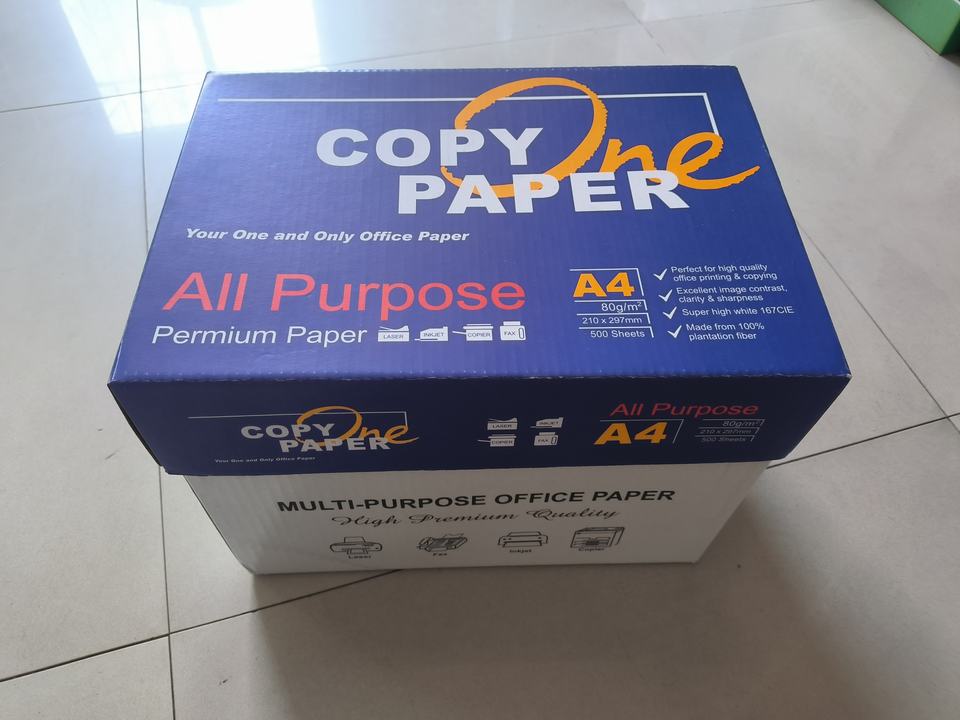 COPY One
PAPER
Your One and Only Office Paper
All Purpose
Permium Paper
LASER
INKJET
COPIER
FAX
A4
80g/m²
210 x 297mm
500 Sheets
Perfect for high quality
office printing & copying
Excellent image contrast,
clarity & sharpness
Super high white 167CIE
Made from 100%
plantation fiber
COPY One
PAPER
Your One and Only Office Paper
LASER
INKJET
COPIER
FAX
All Purpose
A4
80g/m²
210 x 297mm
500 Sheets
MULTI-PURPOSE OFFICE PAPER
High Premium Quality
Laser
Fax
Inkjet
Copier